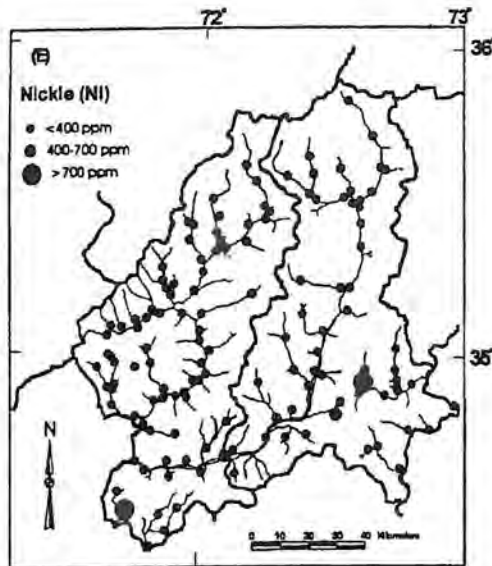 72° 73°
36°
(E)
Nickle (NI)
<400 ppm
400-700 ppm
>700 ppm
35°
N
0 10 20 30 40 kilometers
72°